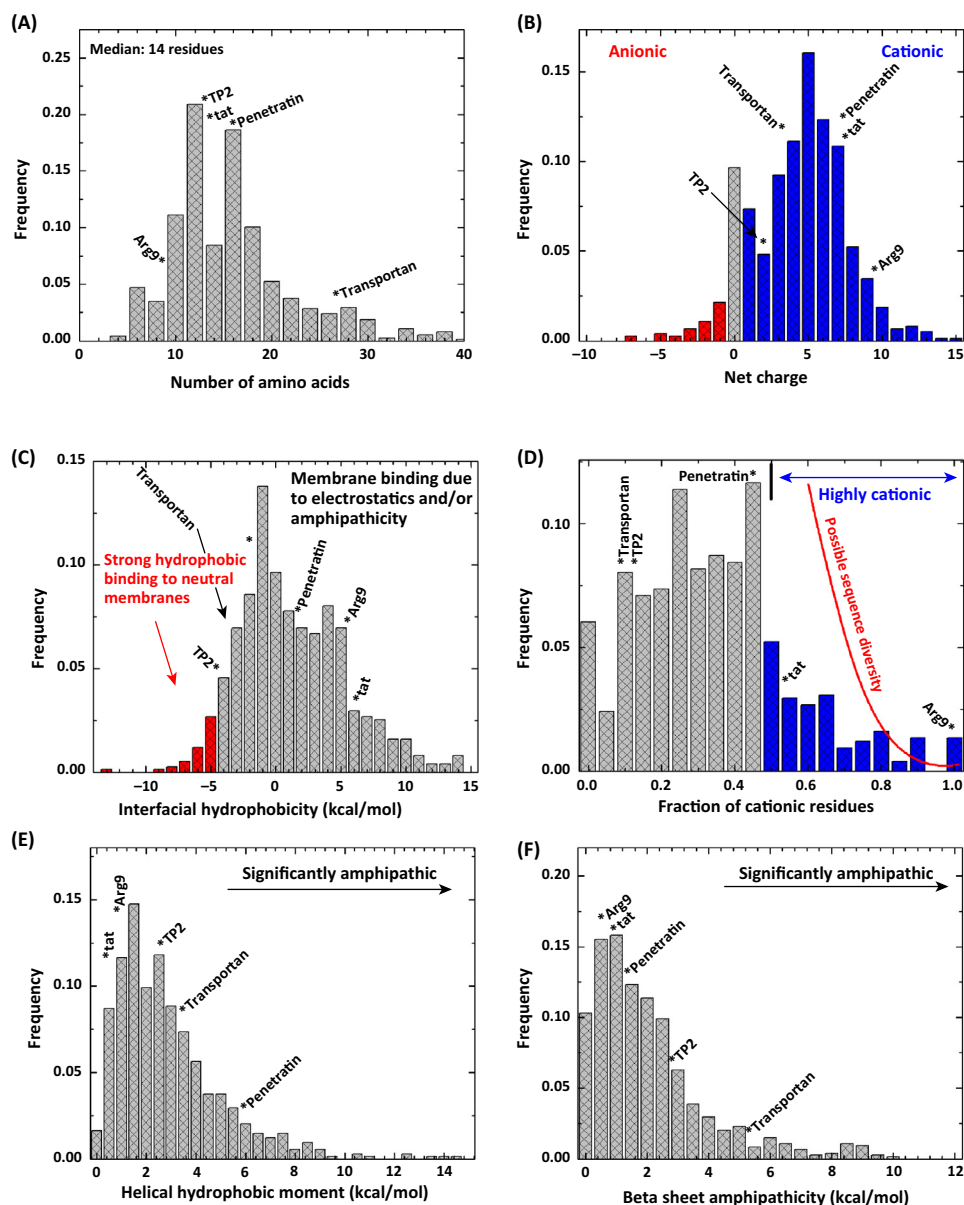 (A)
Median: 14 residues
0.25
0.20
0.15
0.10
0.05
0.00
Frequency
*TP2
*tat
*Penetratin
Arg9*
*Transportan
0
10
20
30
40
Number of amino acids
(B)
Anionic
Cationic
0.15
0.10
0.05
0.00
Frequency
Transportan*
*Penetratin
*tat
TP2
*
*Arg9
−10
−5
0
5
10
15
Net charge
(C)
0.15
0.10
0.05
0.00
Frequency
Transportan
Membrane binding due
to electrostatics and/or
amphipathicity
Strong hydrophobic
binding to neutral
membranes
*
*Penetratin
*Arg9
TP2*
*tat
−10
−5
0
5
10
15
Interfacial hydrophobicity (kcal/mol)
(D)
0.10
0.05
0.00
Frequency
Penetratin*
Highly cationic
*Transportan
*TP2
Possible sequence diversity
*tat
Arg9*
0.0
0.2
0.4
0.6
0.8
1.0
Fraction of cationic residues
(E)
Significantly amphipathic
0.15
0.10
0.05
0.00
Frequency
*tat
*Arg9
*TP2
*Transportan
*Penetratin
0
2
4
6
8
10
12
14
Helical hydrophobic moment (kcal/mol)
(F)
Significantly amphipathic
0.20
0.15
0.10
0.05
0.00
Frequency
*Arg9
*tat
*Penetratin
*TP2
*Transportan
0
2
4
6
8
10
12
Beta sheet amphipathicity (kcal/mol)